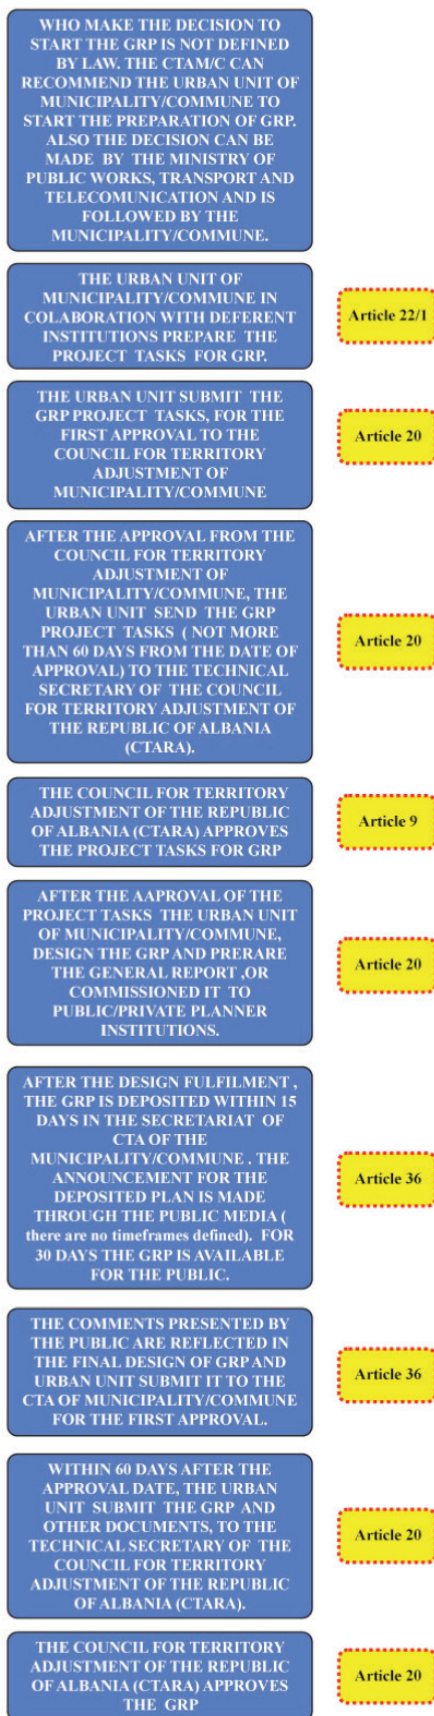 WHO MAKE THE DECISION TO
START THE GRP IS NOT DEFINED
BY LAW. THE CTAM/C CAN
RECOMMEND THE URBAN UNIT OF
MUNICIPALITY/COMMUNE TO
START THE PREPARATION OF GRP.
ALSO THE DECISION CAN BE
MADE BY THE MINISTRY OF
PUBLIC WORKS, TRANSPORT AND
TELECOMUNICATION AND IS
FOLLOWED BY THE
MUNICIPALITY/COMMUNE.
THE URBAN UNIT OF
MUNICIPALITY/COMMUNE IN
COLABORATION WITH DEFERENT
INSTITUTIONS PREPARE THE
PROJECT TASKS FOR GRP.
Article 22/1
THE URBAN UNIT SUBMIT THE
GRP PROJECT TASKS, FOR THE
FIRST APPROVAL TO THE
COUNCIL FOR TERRITORY
ADJUSTMENT OF
MUNICIPALITY/COMMUNE
Article 20
AFTER THE APPROVAL FROM THE
COUNCIL FOR TERRITORY
ADJUSTMENT OF
MUNICIPALITY/COMMUNE, THE
URBAN UNIT SEND THE GRP
PROJECT TASKS ( NOT MORE
THAN 60 DAYS FROM THE DATE OF
APPROVAL) TO THE TECHNICAL
SECRETARY OF THE COUNCIL
FOR TERRITORY ADJUSTMENT OF
THE REPUBLIC OF ALBANIA
(CTARA).
Article 20
THE COUNCIL FOR TERRITORY
ADJUSTMENT OF THE REPUBLIC
OF ALBANIA (CTARA) APPROVES
THE PROJECT TASKS FOR GRP
Article 9
AFTER THE AAPROVAL OF THE
PROJECT TASKS THE URBAN UNIT
OF MUNICIPALITY/COMMUNE,
DESIGN THE GRP AND PRERARE
THE GENERAL REPORT ,OR
COMMISSIONED IT TO
PUBLIC/PRIVATE PLANNER
INSTITUTIONS.
Article 20
AFTER THE DESIGN FULFILMENT ,
THE GRP IS DEPOSITED WITHIN 15
DAYS IN THE SECRETARIAT OF
CTA OF THE
MUNICIPALITY/COMMUNE . THE
ANNOUNCEMENT FOR THE
DEPOSITED PLAN IS MADE
THROUGH THE PUBLIC MEDIA (
there are no timeframes defined). FOR
30 DAYS THE GRP IS AVAILABLE
FOR THE PUBLIC.
Article 36
THE COMMENTS PRESENTED BY
THE PUBLIC ARE REFLECTED IN
THE FINAL DESIGN OF GRP AND
URBAN UNIT SUBMIT IT TO THE
CTA OF MUNICIPALITY/COMMUNE
FOR THE FIRST APPROVAL.
Article 36
WITHIN 60 DAYS AFTER THE
APPROVAL DATE, THE URBAN
UNIT SUBMIT THE GRP AND
OTHER DOCUMENTS, TO THE
TECHNICAL SECRETARY OF THE
COUNCIL FOR TERRITORY
ADJUSTMENT OF THE REPUBLIC
OF ALBANIA (CTARA).
Article 20
THE COUNCIL FOR TERRITORY
ADJUSTMENT OF THE REPUBLIC
OF ALBANIA (CTARA) APPROVES
THE GRP
Article 20